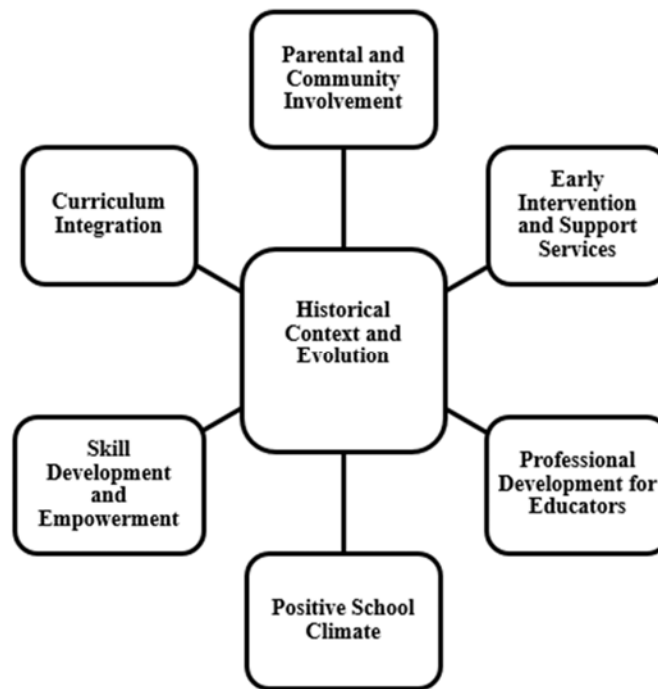 Parental and
Community
Involvement
Curriculum
Integration
Early
Intervention
and Support
Services
Historical
Context and
Evolution
Skill
Development
and
Empowerment
Professional
Development for
Educators
Positive School
Climate